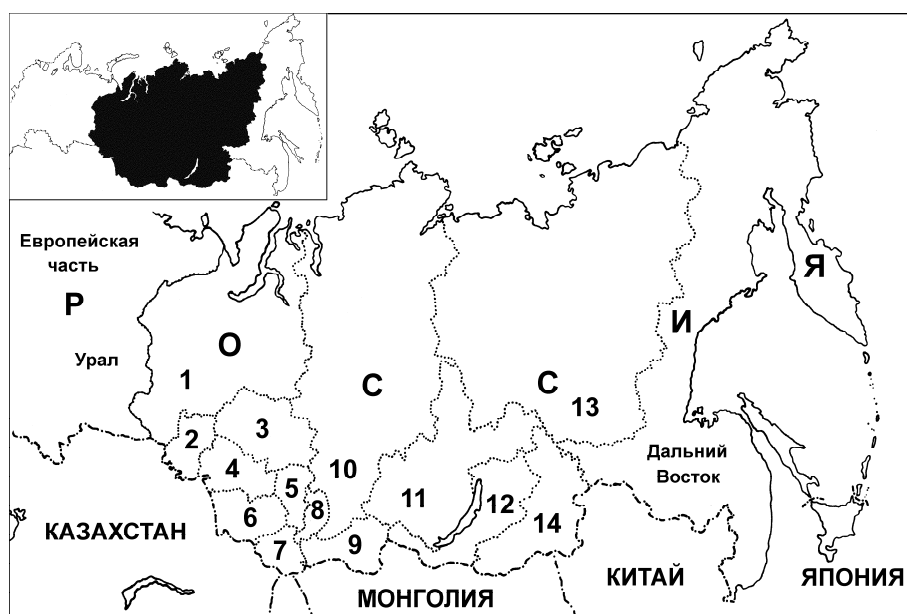 Европейская
часть
Р
Урал
О
С
С
И
Я
1
2
3
4
5
6
7
8
9
10
11
12
13
14
Дальний
Восток
КАЗАХСТАН
МОНГОЛИЯ
КИТАЙ
ЯПОНИЯ